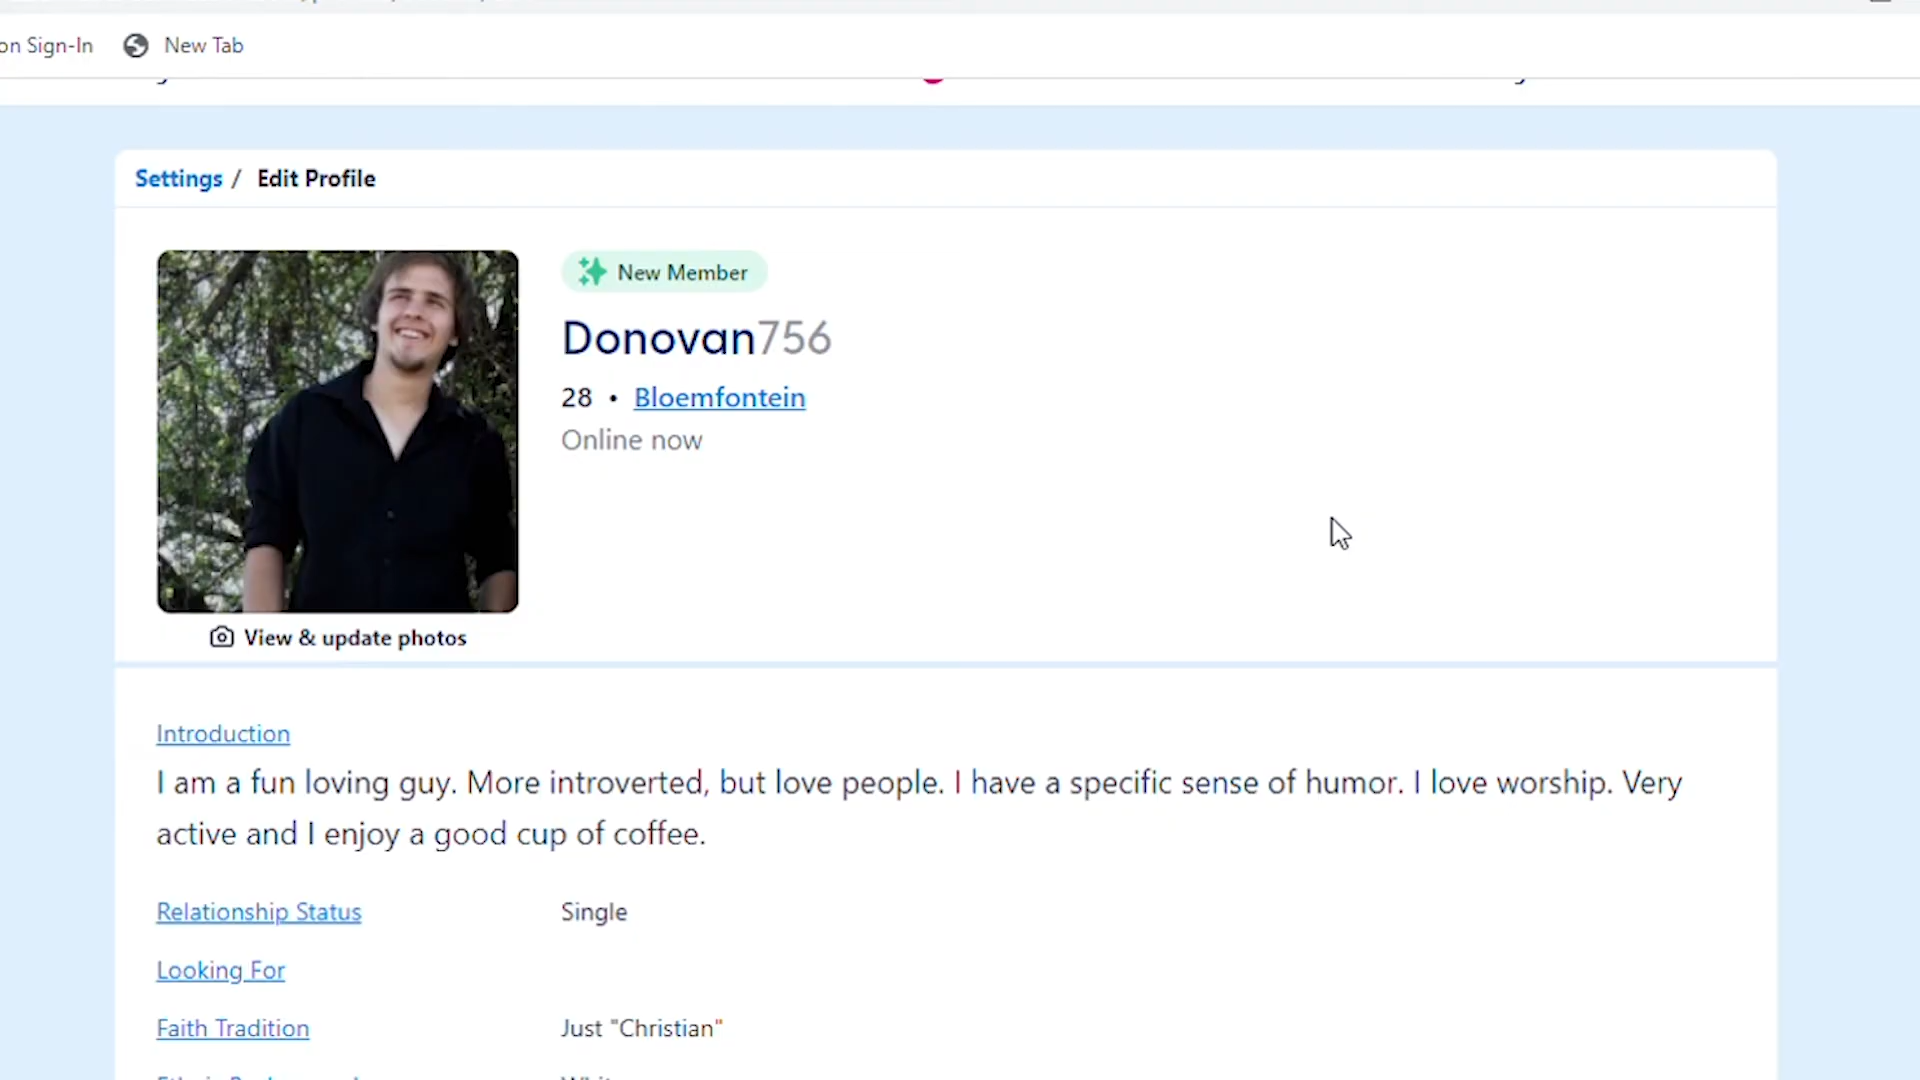 on Sign-In New Tab
Settings / Edit Profile
New Member
Donovan756
28 • Bloemfontein
Online now
View & update photos
Introduction
I am a fun loving guy. More introverted, but love people. I have a specific sense of humor. I love worship. Very
active and I enjoy a good cup of coffee.
Relationship Status Single
Looking For
Faith Tradition Just "Christian"